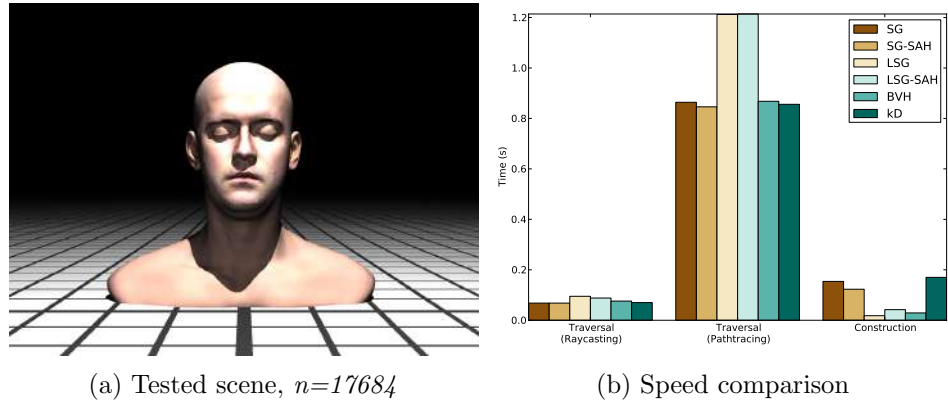 1.2
1.0
0.8
0.6
0.4
0.2
0.0
Time (s)
SG
SG-SAH
LSG
LSG-SAH
BVH
kD
Traversal
(Raycasting)
Traversal
(Pathtracing)
Construction
(a) Tested scene, n=17684
(b) Speed comparison